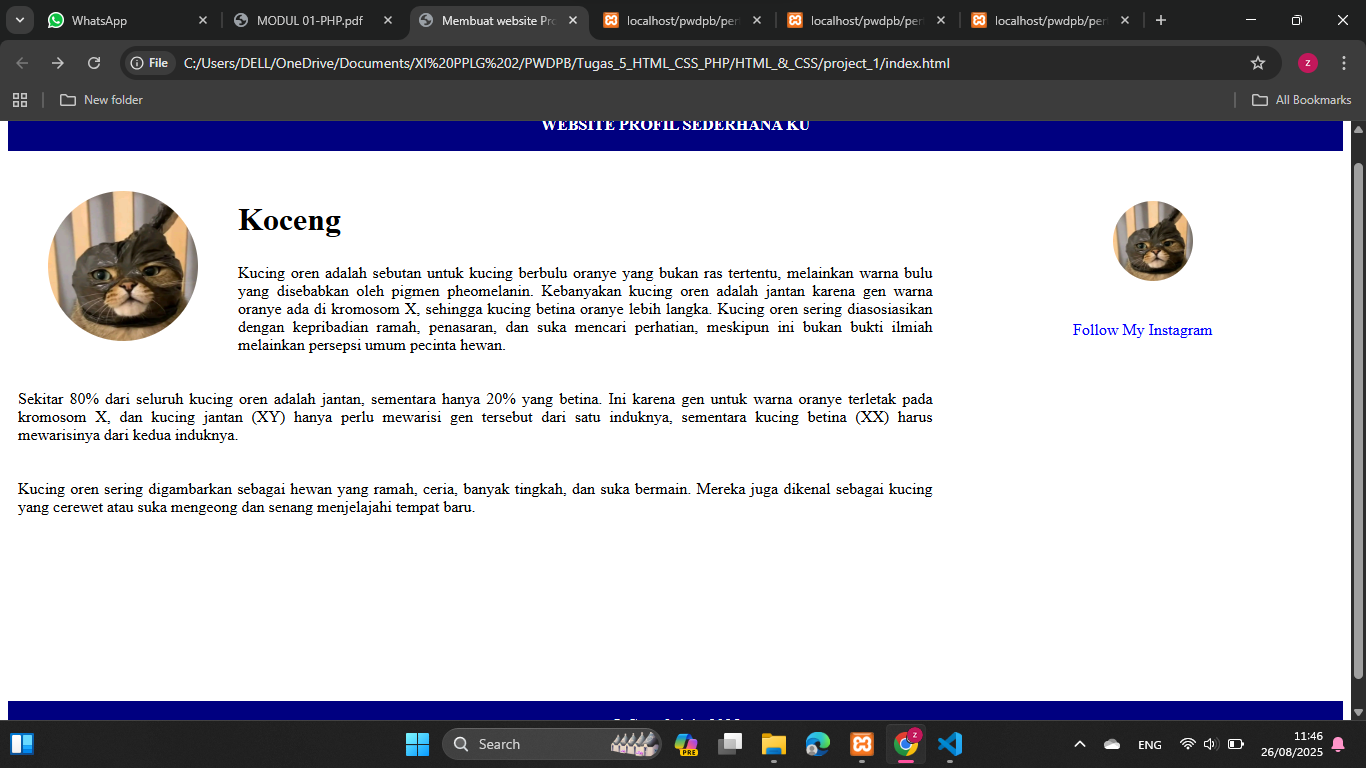 WhatsApp
MODUL 01-PHP.pdf
Membuat website Pro
localhost/pwdpb/per
localhost/pwdpb/per
localhost/pwdpb/per
File
C:/Users/DELL/OneDrive/Documents/XI%20PPLG%202/PWDPB/Tugas_5_HTML_CSS_PHP/HTML_&_CSS/project_1/index.html
z
New folder
All Bookmarks
WEBSITE PROFIL SEDERHANA KU
Koceng
Kucing oren adalah sebutan untuk kucing berbulu oranye yang bukan ras tertentu, melainkan warna bulu
yang disebabkan oleh pigmen pheomelanin. Kebanyakan kucing oren adalah jantan karena gen warna
oranye ada di kromosom X, sehingga kucing betina oranye lebih langka. Kucing oren sering diasosiasikan
dengan kepribadian ramah, penasaran, dan suka mencari perhatian, meskipun ini bukan bukti ilmiah
melainkan persepsi umum pecinta hewan.
Follow My Instagram
Sekitar 80% dari seluruh kucing oren adalah jantan, sementara hanya 20% yang betina. Ini karena gen untuk warna oranye terletak pada
kromosom X, dan kucing jantan (XY) hanya perlu mewarisi gen tersebut dari satu induknya, sementara kucing betina (XX) harus
mewarisinya dari kedua induknya.
Kucing oren sering digambarkan sebagai hewan yang ramah, ceria, banyak tingkah, dan suka bermain. Mereka juga dikenal sebagai kucing
yang cerewet atau suka mengeong dan senang menjelajahi tempat baru.
Search
PRE
z
ENG
11:46
26/08/2025